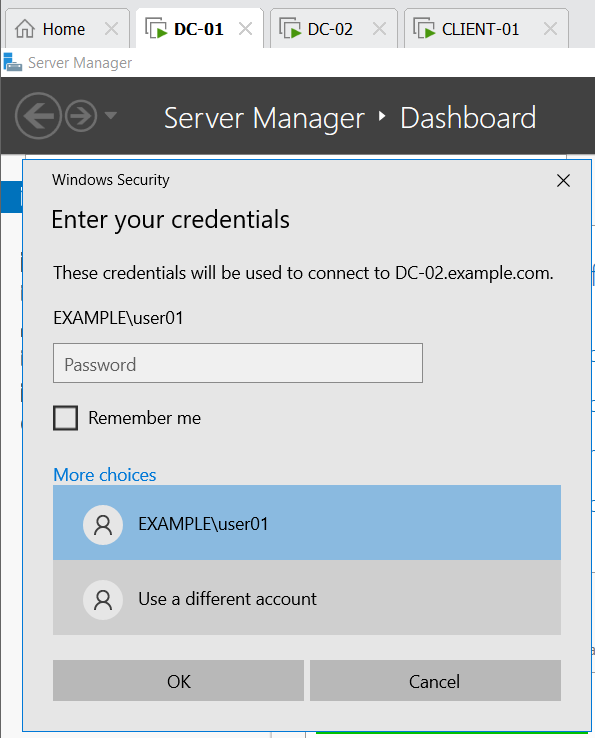 Home
DC-01
DC-02
CLIENT-01
Server Manager
Server Manager ‣ Dashboard
Windows Security
Enter your credentials
These credentials will be used to connect to DC-02.example.com.
EXAMPLE\user01
Password
Remember me
More choices
EXAMPLE\user01
Use a different account
OK
Cancel